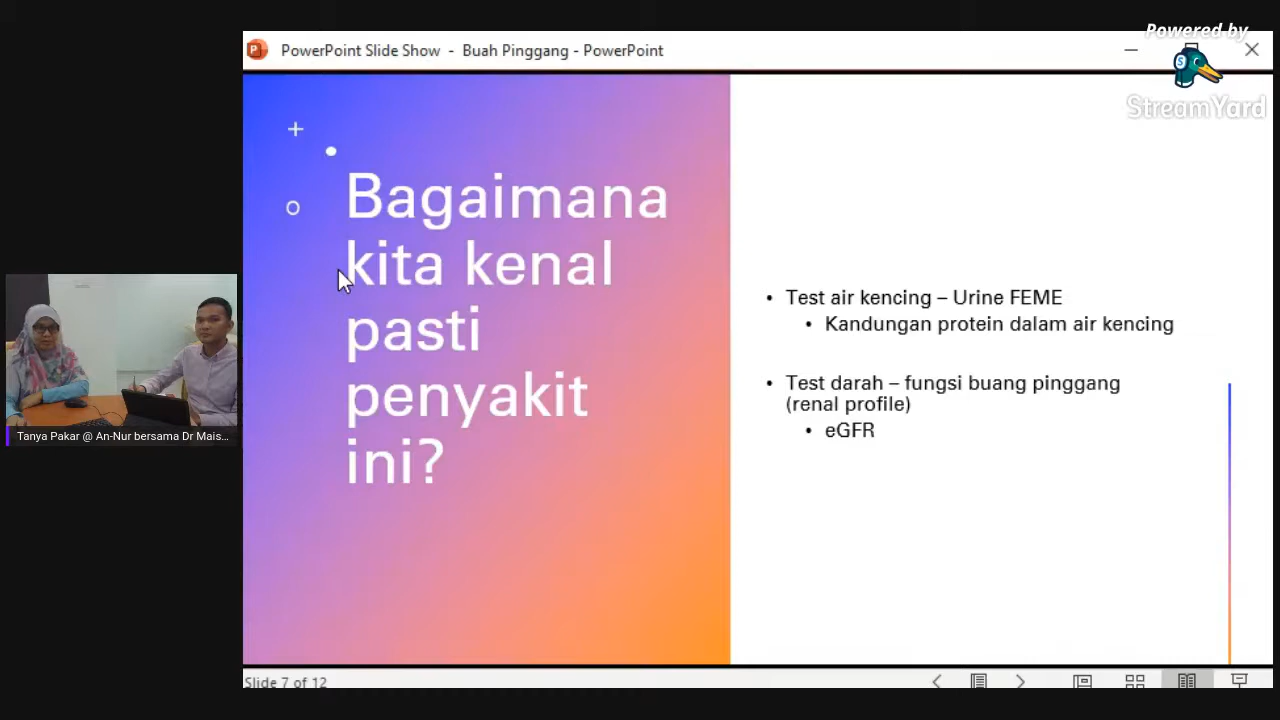 Powered by
StreamYard
PowerPoint Slide Show - Buah Pinggang - PowerPoint
Bagaimana
kita kenal
pasti
penyakit
ini?
• Test air kencing – Urine FEME
• Kandungan protein dalam air kencing
• Test darah – fungsi buang pinggang
(renal profile)
• eGFR
Tanya Pakar @ An-Nur bersama Dr Mais...
Slide 7 of 12